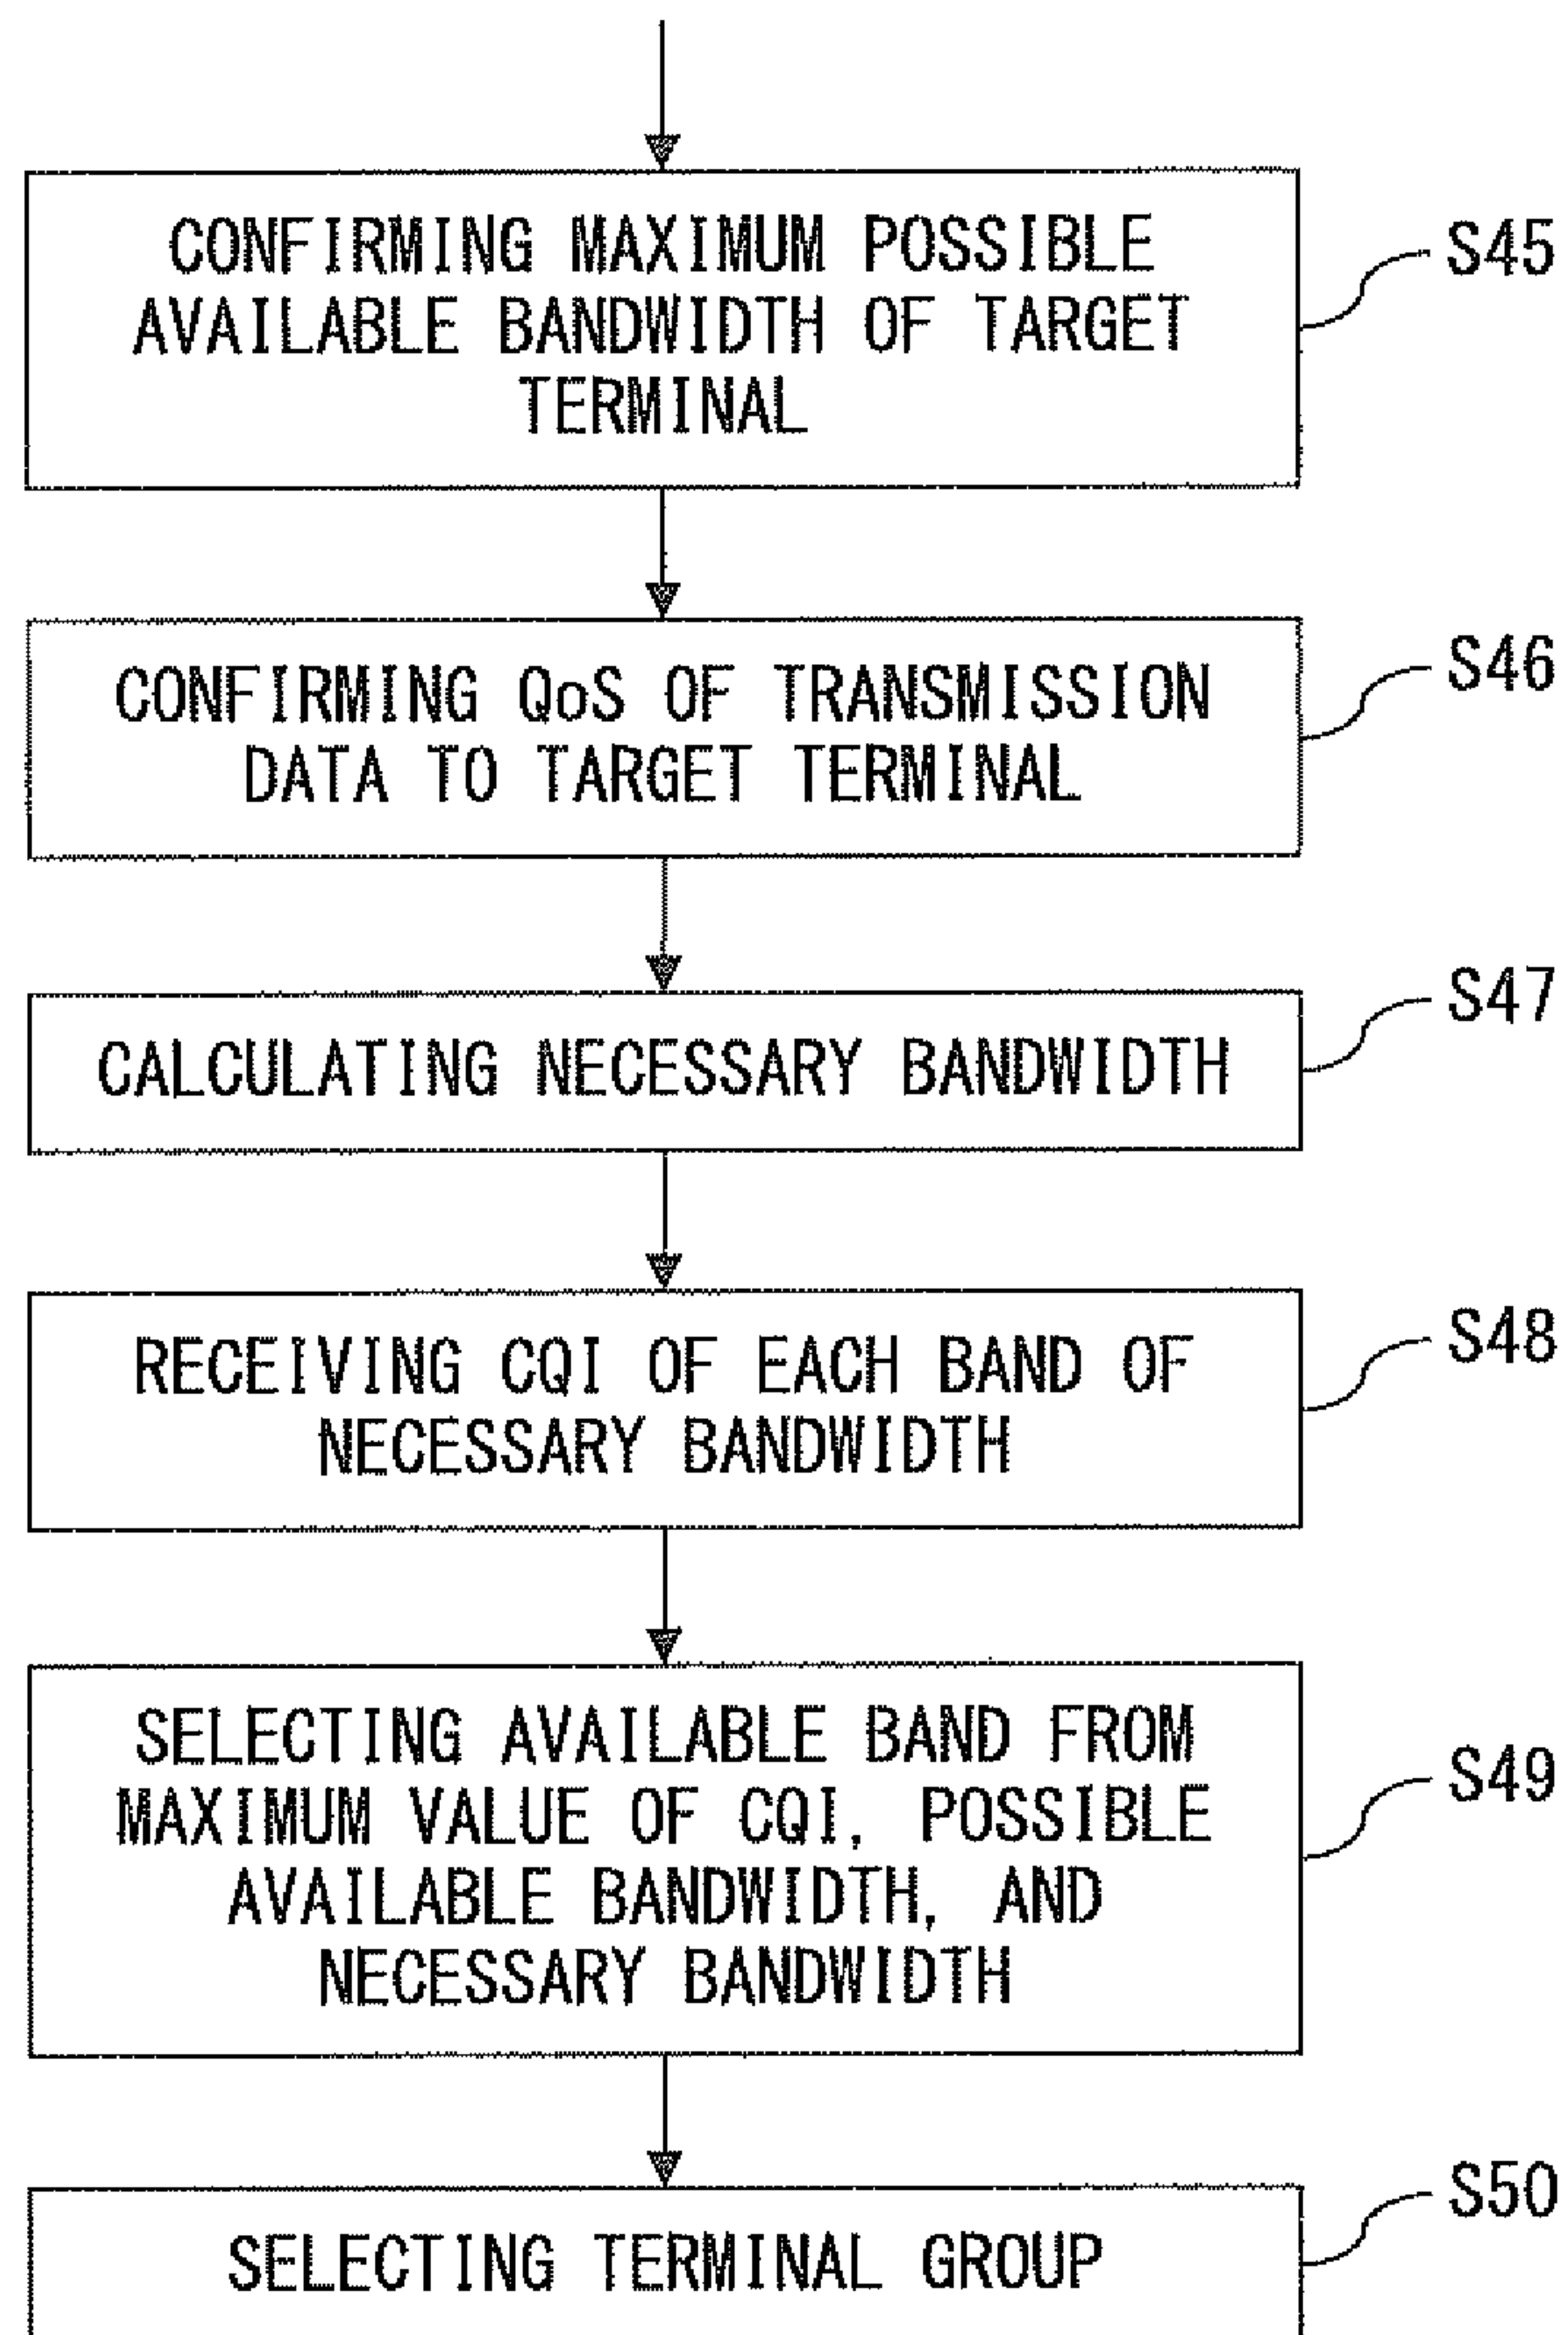 CONFIRMING MAXIMUM POSSIBLE
AVAILABLE BANDWIDTH OF TARGET
TERMINAL
S45
CONFIRMING QoS OF TRANSMISSION
DATA TO TARGET TERMINAL
S46
CALCULATING NECESSARY BANDWIDTH
S47
RECEIVING CQI OF EACH BAND OF
NECESSARY BANDWIDTH
S48
SELECTING AVAILABLE BAND FROM
MAXIMUM VALUE OF CQI, POSSIBLE
AVAILABLE BANDWIDTH, AND
NECESSARY BANDWIDTH
S49
SELECTING TERMINAL GROUP
S50